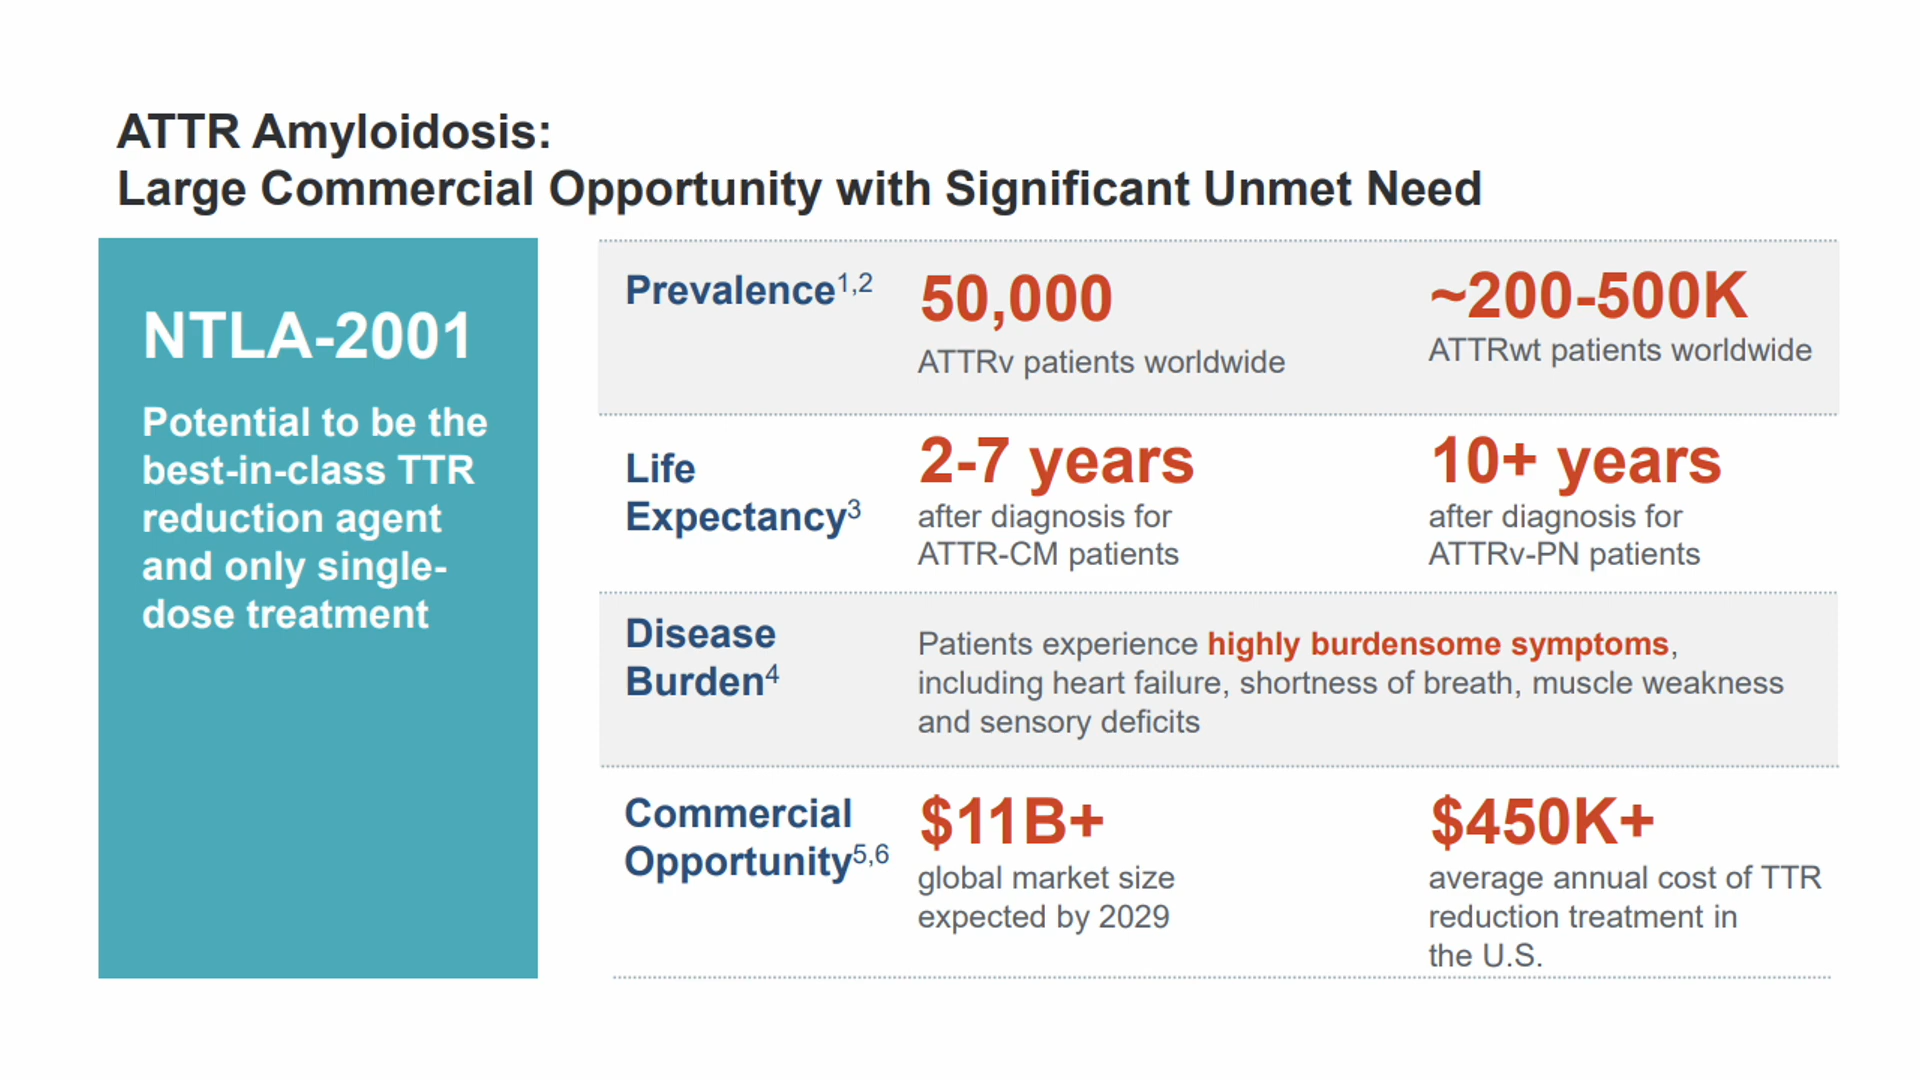 ATTR Amyloidosis:
Large Commercial Opportunity with Significant Unmet Need
NTLA-2001
Potential to be the
best-in-class TTR
reduction agent
and only single-
dose treatment
Prevalence1,2
50,000
ATTRv patients worldwide
~200-500K
ATTRwt patients worldwide
Life
Expectancy3
2-7 years
after diagnosis for
ATTR-CM patients
10+ years
after diagnosis for
ATTRv-PN patients
Disease
Burden4
Patients experience highly burdensome symptoms,
including heart failure, shortness of breath, muscle weakness
and sensory deficits
Commercial
Opportunity5,6
$11B+
global market size
expected by 2029
$450K+
average annual cost of TTR
reduction treatment in
the U.S.